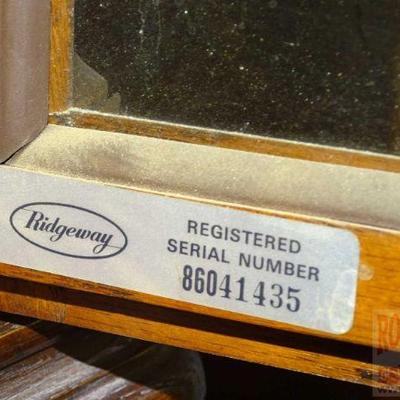 Ridgeway
REGISTERED
SERIAL NUMBER
86041435